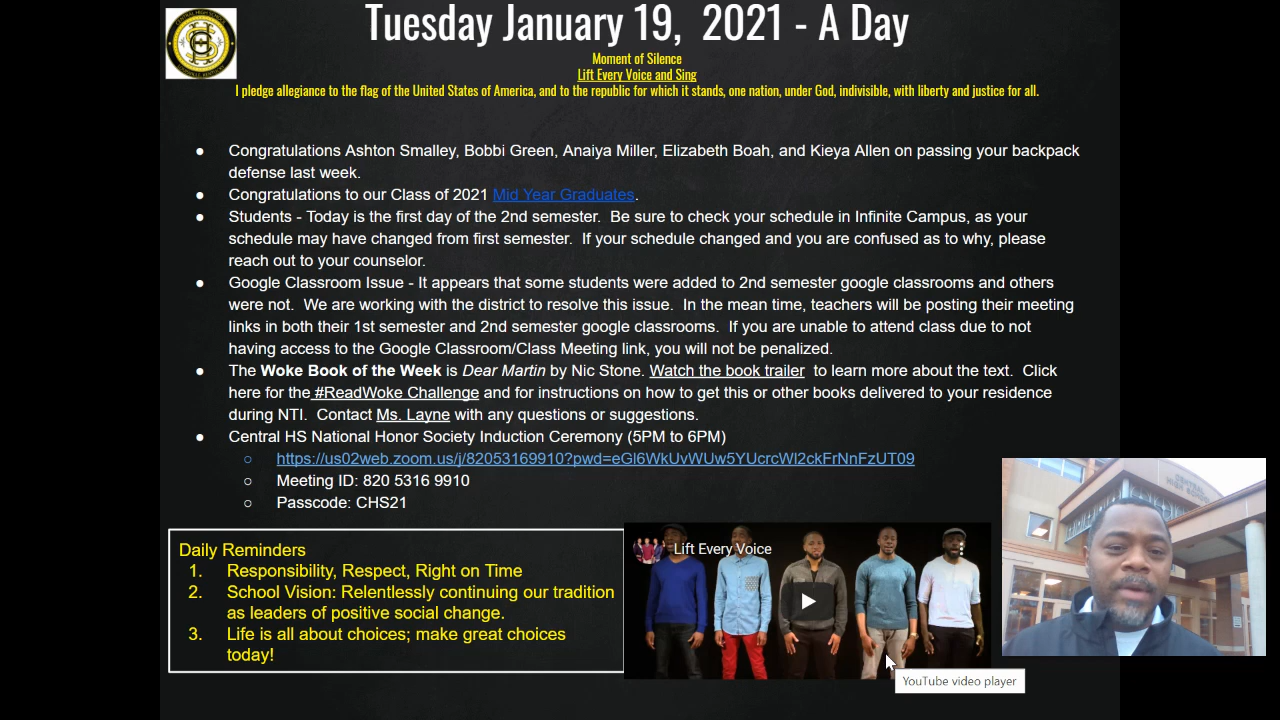 Tuesday January 19,  2021 - A Day
Moment of Silence
Lift Every Voice and Sing
I pledge allegiance to the flag of the United States of America, and to the republic for which it stands, one nation, under God, indivisible, with liberty and justice for all.
● Congratulations Ashton Smalley, Bobbi Green, Anaiya Miller, Elizabeth Boah, and Kieya Allen on passing your backpack
defense last week.
● Congratulations to our Class of 2021 Mid Year Graduates.
● Students - Today is the first day of the 2nd semester.  Be sure to check your schedule in Infinite Campus, as your
schedule may have changed from first semester.  If your schedule changed and you are confused as to why, please
reach out to your counselor.
● Google Classroom Issue - It appears that some students were added to 2nd semester google classrooms and others
were not.  We are working with the district to resolve this issue.  In the mean time, teachers will be posting their meeting
links in both their 1st semester and 2nd semester google classrooms.  If you are unable to attend class due to not
having access to the Google Classroom/Class Meeting link, you will not be penalized.
● The Woke Book of the Week is Dear Martin by Nic Stone. Watch the book trailer  to learn more about the text.  Click
here for the #ReadWoke Challenge and for instructions on how to get this or other books delivered to your residence
during NTI.  Contact Ms. Layne with any questions or suggestions.
● Central HS National Honor Society Induction Ceremony (5PM to 6PM)
○ https://us02web.zoom.us/j/82053169910?pwd=eGl6WkUvWUw5YUcrcWl2ckFrNnFzUT09
○ Meeting ID: 820 5316 9910
○ Passcode: CHS21
Daily Reminders
1. Responsibility, Respect, Right on Time
2. School Vision: Relentlessly continuing our tradition
as leaders of positive social change.
3. Life is all about choices; make great choices
today!
Lift Every Voice
YouTube video player
CENTRAL
HIGH SCHOOL